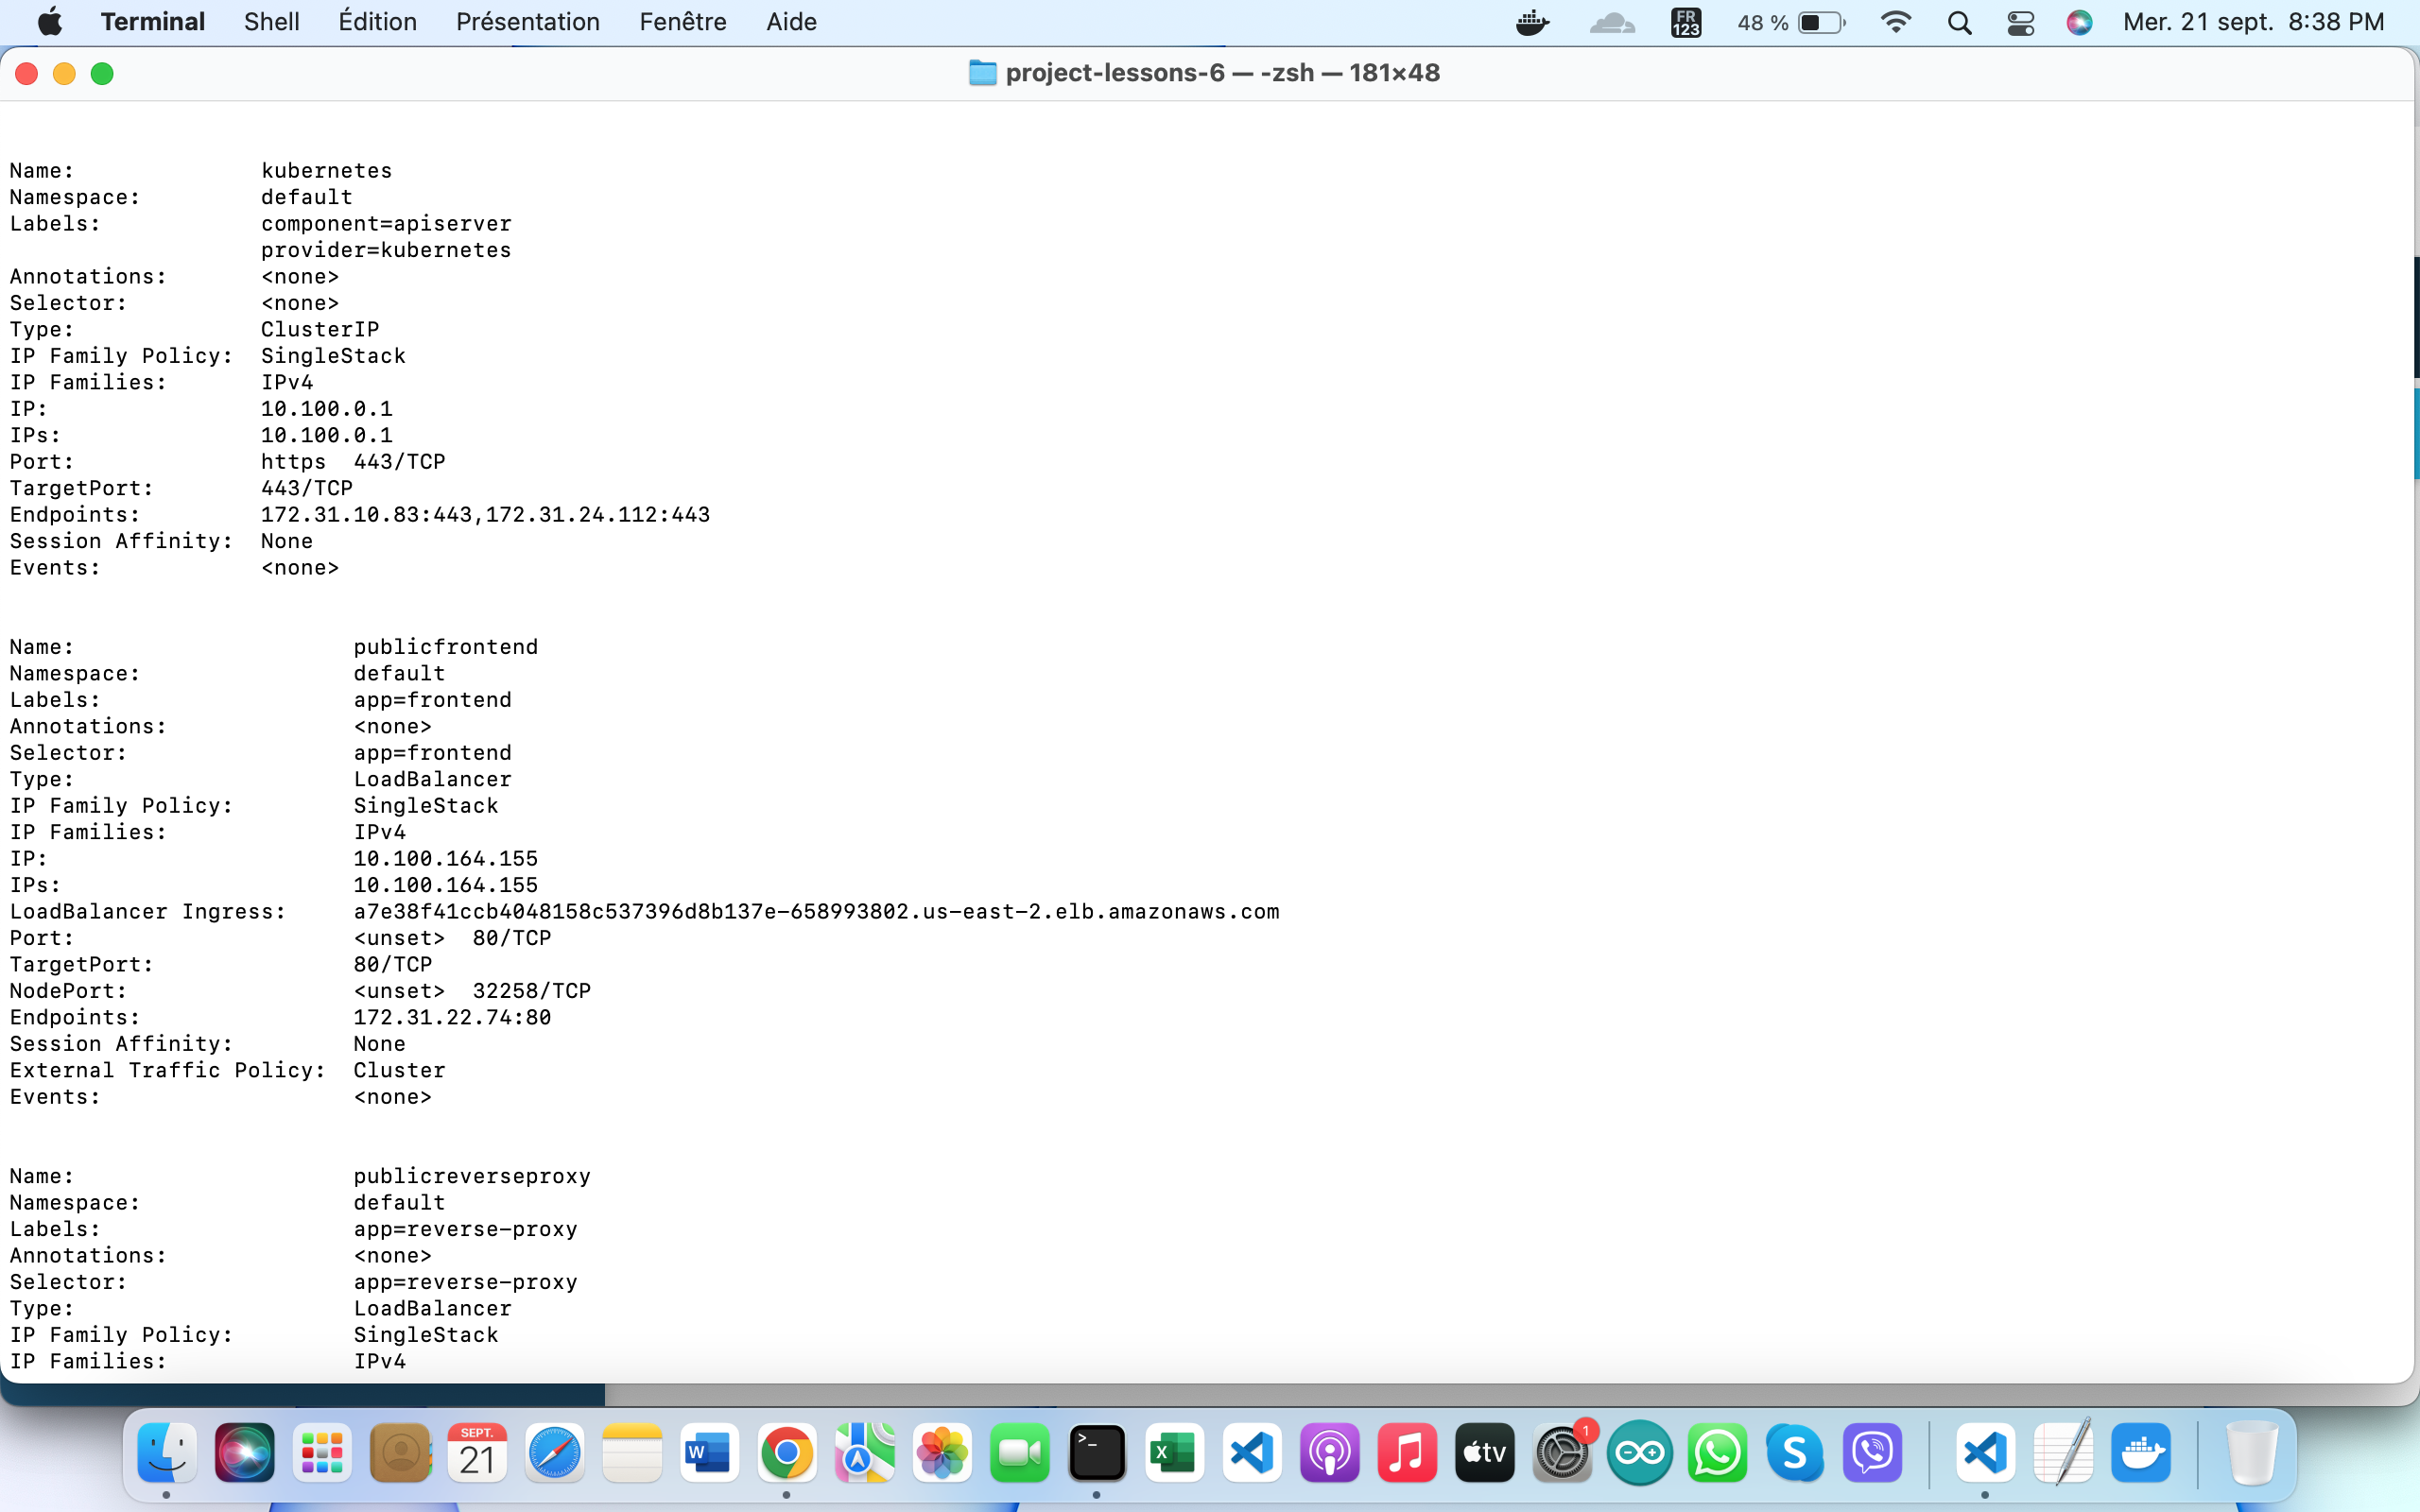 Terminal Shell Édition Présentation Fenêtre Aide FR 123 48 % Mer. 21 sept. 8:38 PM
project-lessons-6 — -zsh — 181×48
Name: kubernetes
Namespace: default
Labels: component=apiserver
provider=kubernetes
Annotations: <none>
Selector: <none>
Type: ClusterIP
IP Family Policy: SingleStack
IP Families: IPv4
IP: 10.100.0.1
IPs: 10.100.0.1
Port: https 443/TCP
TargetPort: 443/TCP
Endpoints: 172.31.10.83:443,172.31.24.112:443
Session Affinity: None
Events: <none>
Name: publicfrontend
Namespace: default
Labels: app=frontend
Annotations: <none>
Selector: app=frontend
Type: LoadBalancer
IP Family Policy: SingleStack
IP Families: IPv4
IP: 10.100.164.155
IPs: 10.100.164.155
LoadBalancer Ingress: a7e38f41ccb4048158c537396d8b137e-658993802.us-east-2.elb.amazonaws.com
Port: <unset> 80/TCP
TargetPort: 80/TCP
NodePort: <unset> 32258/TCP
Endpoints: 172.31.22.74:80
Session Affinity: None
External Traffic Policy: Cluster
Events: <none>
Name: publicreverseproxy
Namespace: default
Labels: app=reverse-proxy
Annotations: <none>
Selector: app=reverse-proxy
Type: LoadBalancer
IP Family Policy: SingleStack
IP Families: IPv4
SEPT. 21 W >_ X tv 1 S